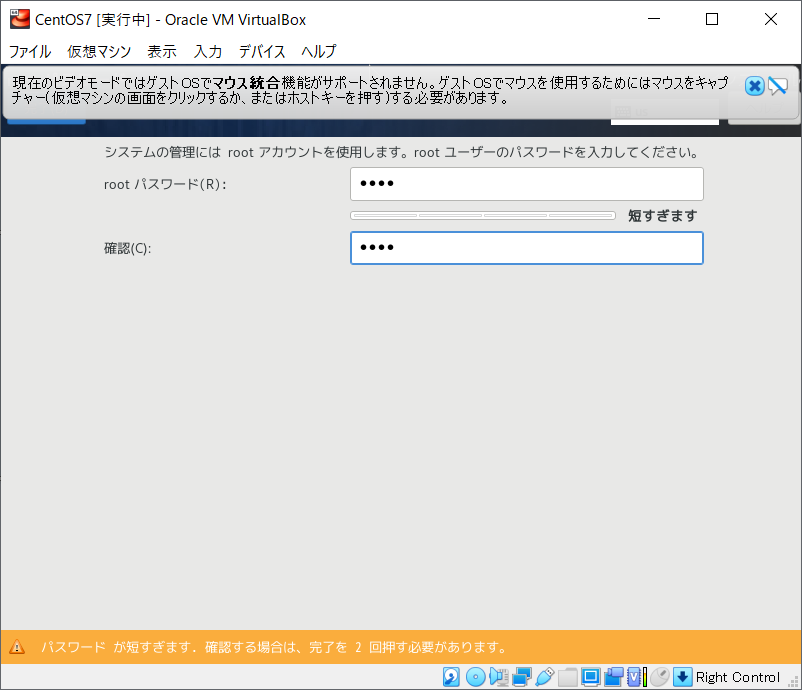 CentOS7 [実行中] - Oracle VM VirtualBox
ファイル 仮想マシン 表示 入力 デバイス ヘルプ
現在のビデオモードではゲストOSでマウス統合機能がサポートされません。ゲストOSでマウスを使用するためにはマウスをキャプ
チャー(仮想マシンの画面をクリックするか、またはホストキーを押す)する必要があります。
システムの管理には root アカウントを使用します。root ユーザーのパスワードを入力してください。
root パスワード(R):
••••
短すぎます
確認(C):
••••
パスワード が短すぎます. 確認する場合は、完了を 2 回押す必要があります。
Right Control